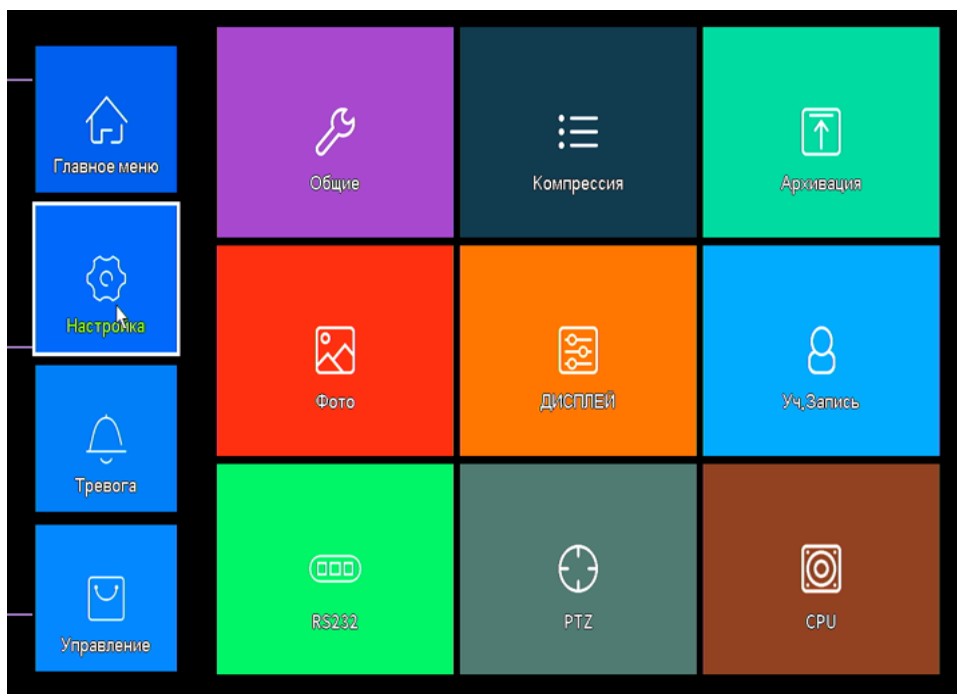 Главное меню
Общие
Компрессия
Архивация
Настройка
Фото
ДИСПЛЕЙ
Уч,Запись
Тревога
RS232
PTZ
CPU
Управление